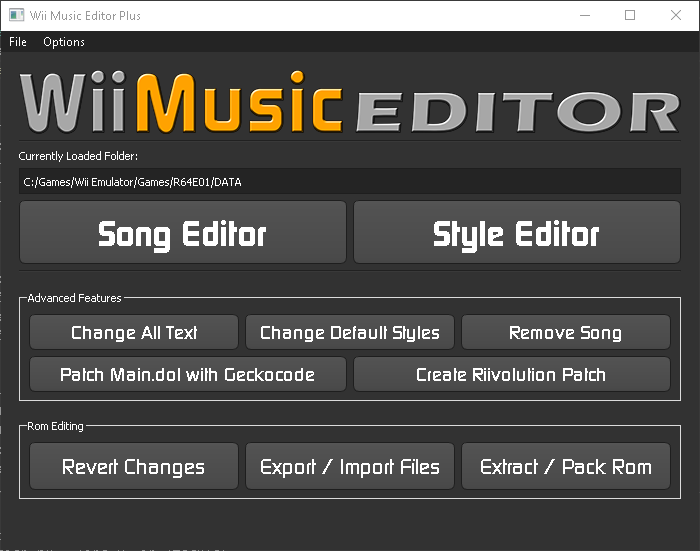 Wii Music Editor Plus
File Options
WiiMusic EDITOR
Currently Loaded Folder:
C:/Games/Wii Emulator/Games/R64E01/DATA
Song Editor Style Editor
Advanced Features
Change All Text Change Default Styles Remove Song
Patch Main.dol with Geckocode Create Riivolution Patch
Rom Editing
Revert Changes Export / Import Files Extract / Pack Rom